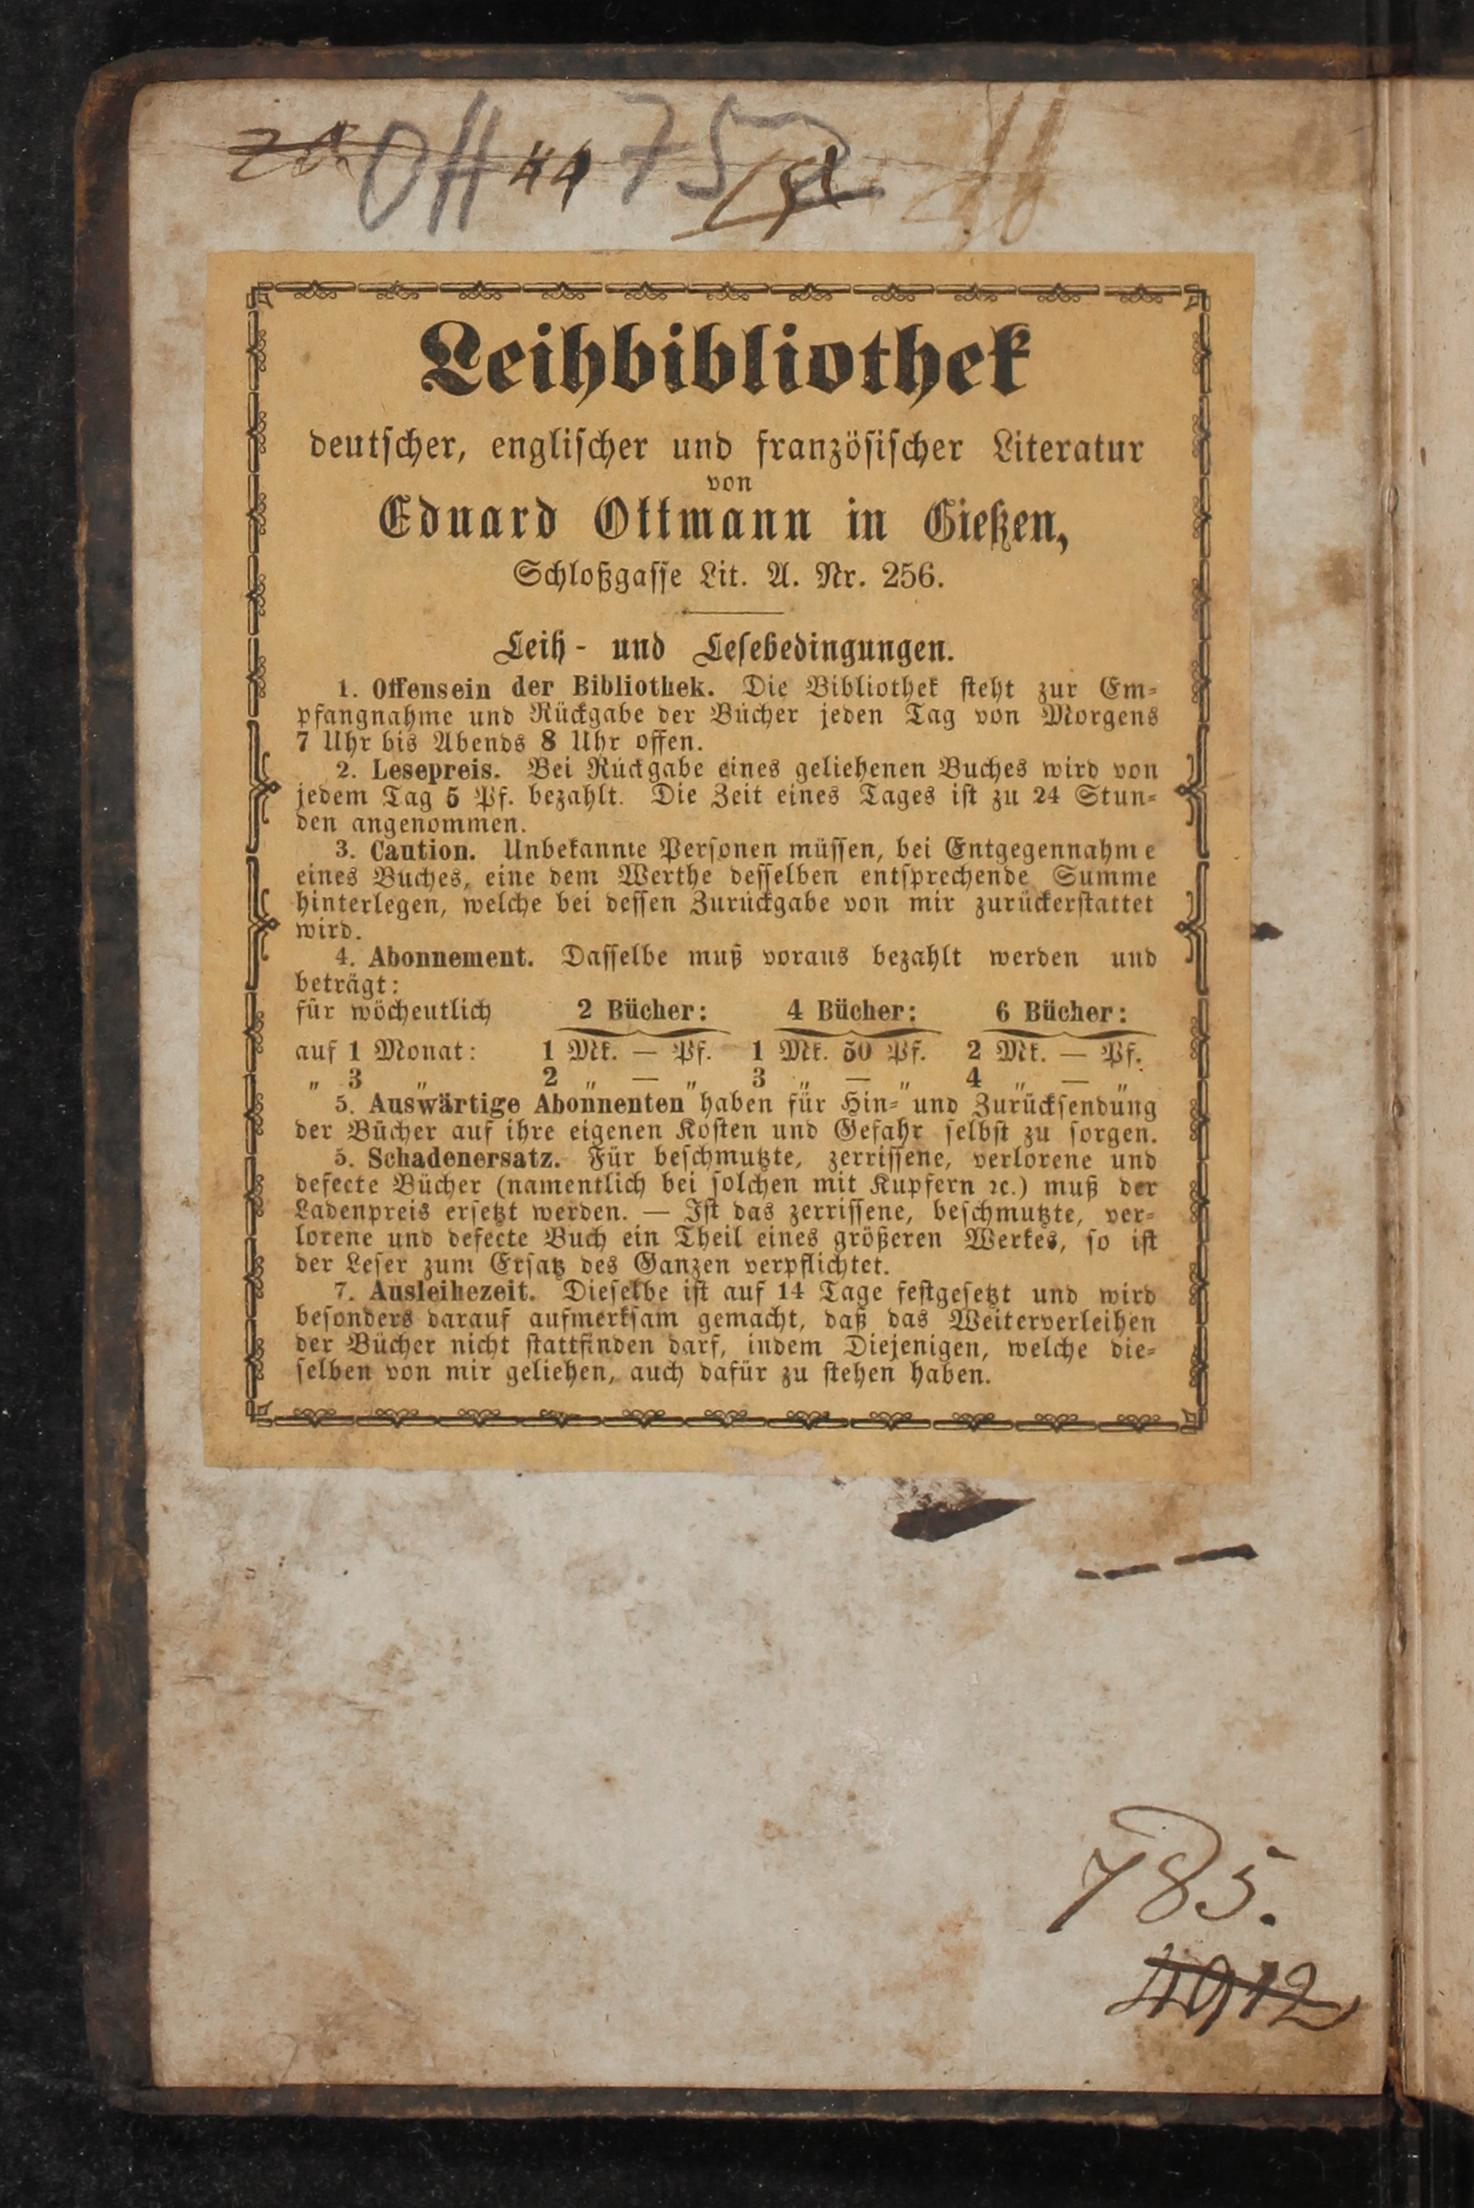 OH 44 75
Leihbibliothek
deutscher, englischer und französischer Literatur
von
Eduard Ottmann in Gießen,
Schloßgasse Lit. A. Nr. 256.
Leih- und Lesebedingungen.
1. Offensein der Bibliothek. Die Bibliothek steht zur Em-
pfangnahme und Rückgabe der Bücher jeden Tag von Morgens
7 Uhr bis Abends 8 Uhr offen.
2. Lesepreis. Bei Rückgabe eines geliehenen Buches wird von
jedem Tag 5 Pf. bezahlt. Die Zeit eines Tages ist zu 24 Stun-
den angenommen.
3. Caution. Unbekannte Personen müssen, bei Entgegennahme
eines Buches, eine dem Werthe desselben entsprechende Summe
hinterlegen, welche bei dessen Zurückgabe von mir zurückerstattet
wird.
4. Abonnement. Dasselbe muß voraus bezahlt werden und
beträgt:
für wöchentlich 2 Bücher: 4 Bücher: 6 Bücher:
auf 1 Monat: 1 Mk. — Pf. 1 Mk. 50 Pf. 2 Mk. — Pf.
„ 3 „ 2 „ — „ 3 „ — „ 4 „ — „
5. Auswärtige Abonnenten haben für Hin- und Zurücksendung
der Bücher auf ihre eigenen Kosten und Gefahr selbst zu sorgen.
5. Schadenersatz. Für beschmutzte, zerrissene, verlorene und
defecte Bücher (namentlich bei solchen mit Kupfern ꝛc.) muß der
Ladenpreis ersetzt werden. — Ist das zerrissene, beschmutzte, ver-
lorene und defecte Buch ein Theil eines größeren Werkes, so ist
der Leser zum Ersatz des Ganzen verpflichtet.
7. Ausleihezeit. Dieselbe ist auf 14 Tage festgesetzt und wird
besonders darauf aufmerksam gemacht, daß das Weiterverleihen
der Bücher nicht stattfinden darf, indem Diejenigen, welche die-
selben von mir geliehen, auch dafür zu stehen haben.
785.
4912